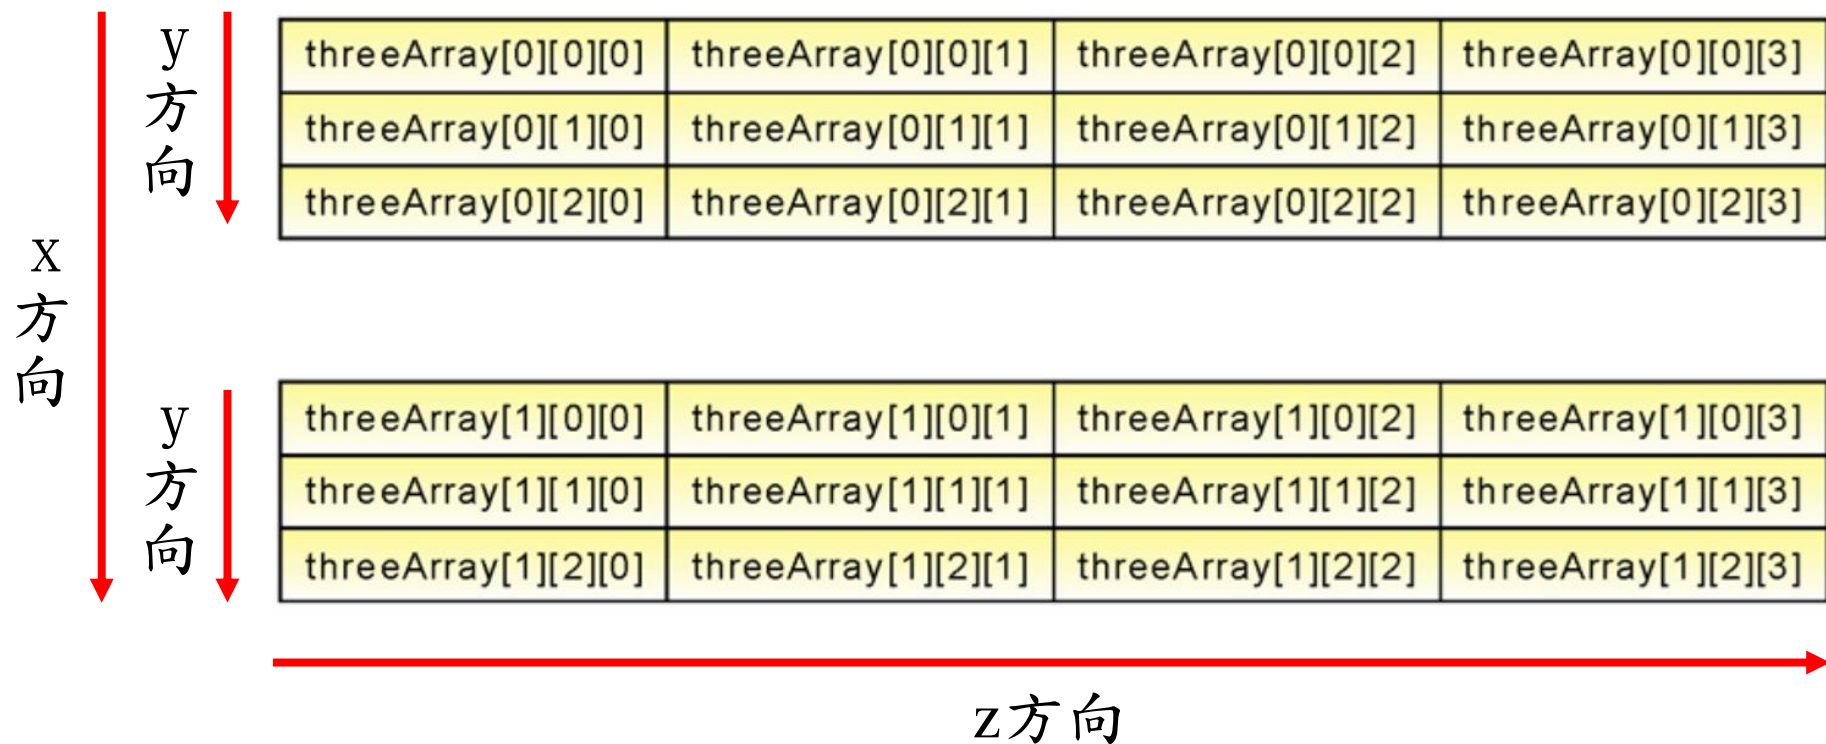 y方向
threeArray[0][0][0] threeArray[0][0][1] threeArray[0][0][2] threeArray[0][0][3]
threeArray[0][1][0] threeArray[0][1][1] threeArray[0][1][2] threeArray[0][1][3]
threeArray[0][2][0] threeArray[0][2][1] threeArray[0][2][2] threeArray[0][2][3]
x方向
y方向
threeArray[1][0][0] threeArray[1][0][1] threeArray[1][0][2] threeArray[1][0][3]
threeArray[1][1][0] threeArray[1][1][1] threeArray[1][1][2] threeArray[1][1][3]
threeArray[1][2][0] threeArray[1][2][1] threeArray[1][2][2] threeArray[1][2][3]
z方向